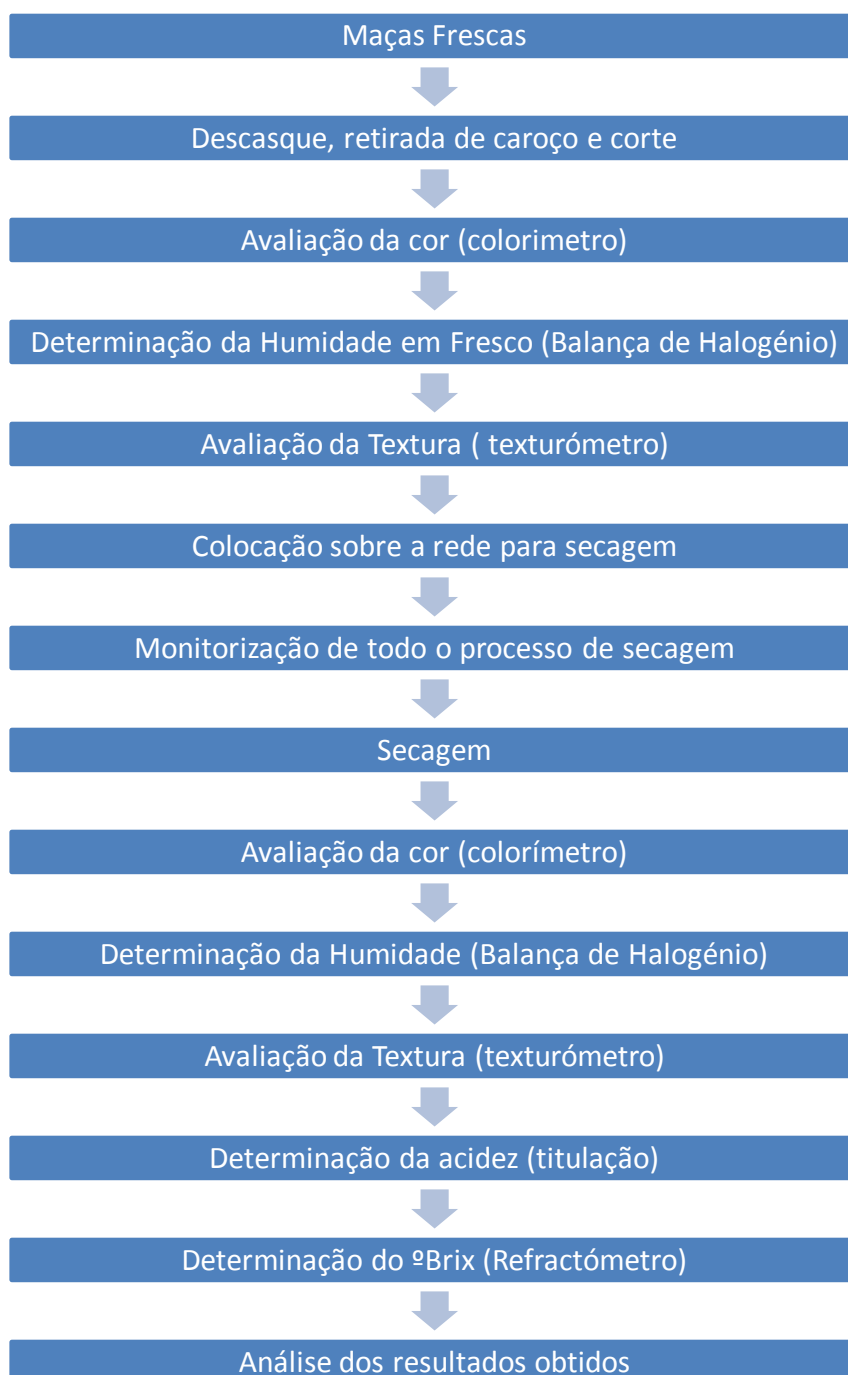 Maças Frescas
Descasque, retirada de caroço e corte
Avaliação da cor (colorimetro)
Determinação da Humidade em Fresco (Balança de Halogénio)
Avaliação da Textura ( texturómetro)
Colocação sobre a rede para secagem
Monitorização de todo o processo de secagem
Secagem
Avaliação da cor (colorímetro)
Determinação da Humidade (Balança de Halogénio)
Avaliação da Textura (texturómetro)
Determinação da acidez (titulação)
Determinação do ºBrix (Refractómetro)
Análise dos resultados obtidos